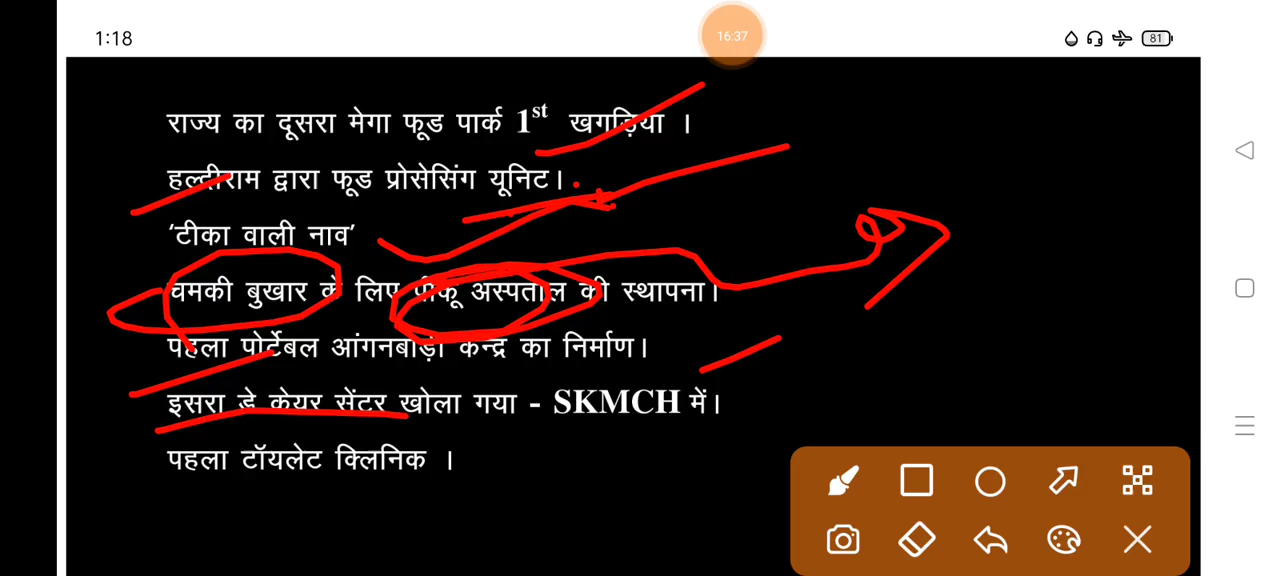 1:18
16:37
81
राज्य का दूसरा मेगा फूड पार्क 1st खगड़िया ।
हल्दीराम द्वारा फूड प्रोसेसिंग यूनिट।
‘टीका वाली नाव’
चमकी बुखार के लिए पीकू अस्पताल की स्थापना।
पहला पोर्टेबल आंगनबाड़ी केन्द्र का निर्माण।
इसरा डे केयर सेंटर खोला गया - SKMCH में।
पहला टॉयलेट क्लिनिक ।